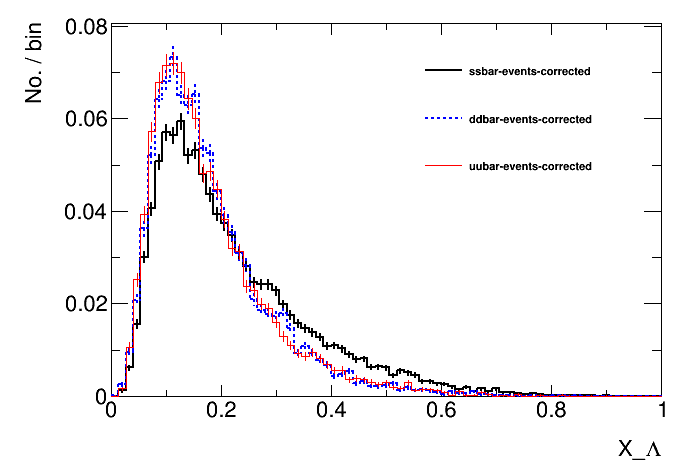 No. / bin
0.08
0.06
0.04
0.02
0
ssbar-events-corrected
ddbar-events-corrected
uubar-events-corrected
0 0.2 0.4 0.6 0.8 1
X_Λ